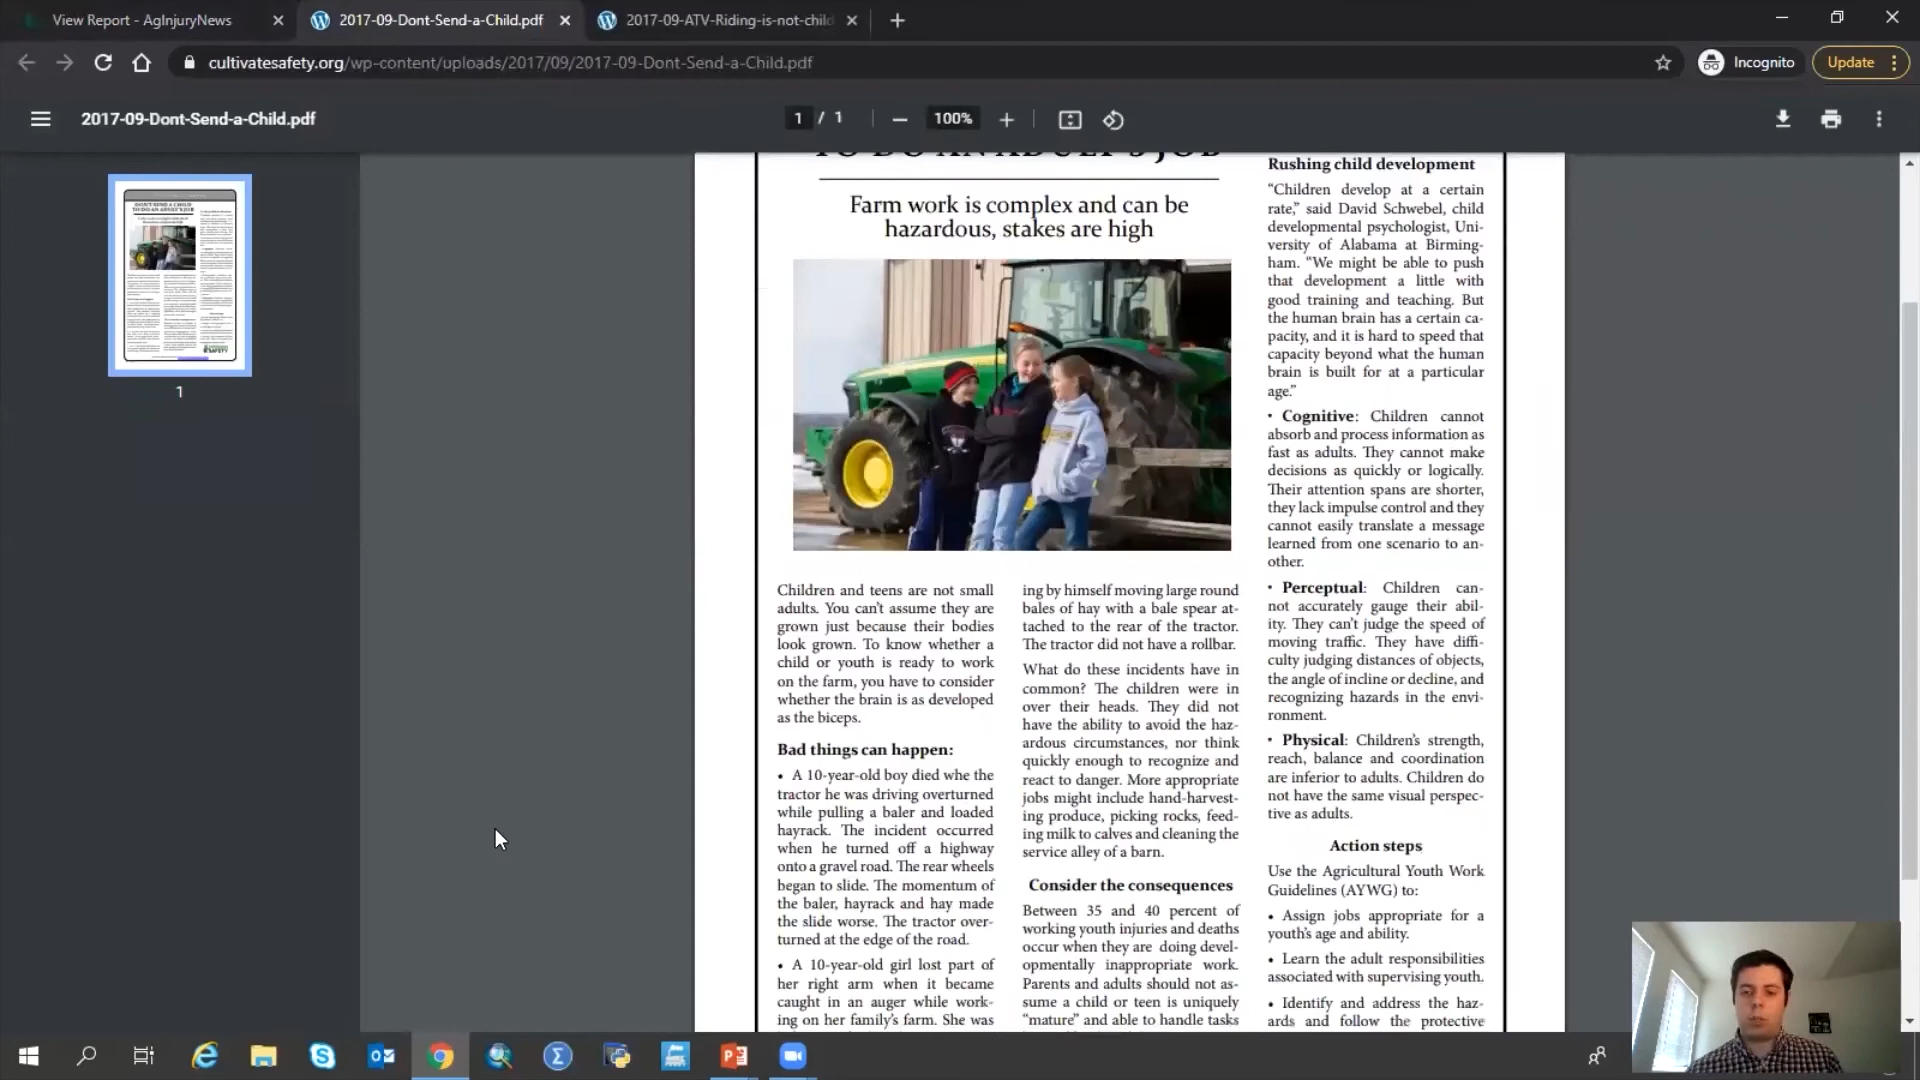 View Report - AgInjuryNews
2017-09-Dont-Send-a-Child.pdf
2017-09-ATV-Riding-is-not-child
cultivatesafety.org/wp-content/uploads/2017/09/2017-09-Dont-Send-a-Child.pdf
Incognito
Update
2017-09-Dont-Send-a-Child.pdf
1 / 1
100%
DON'T SEND A CHILD
TO DO AN ADULT'S JOB
1
TO DO AN ADULT'S JOB
Farm work is complex and can be
hazardous, stakes are high
Children and teens are not small
adults. You can't assume they are
grown just because their bodies
look grown. To know whether a
child or youth is ready to work
on the farm, you have to consider
whether the brain is as developed
as the biceps.
Bad things can happen:
• A 10-year-old boy died whe the
tractor he was driving overturned
while pulling a baler and loaded
hayrack. The incident occurred
when he turned off a highway
onto a gravel road. The rear wheels
began to slide. The momentum of
the baler, hayrack and hay made
the slide worse. The tractor over-
turned at the edge of the road.
• A 10-year-old girl lost part of
her right arm when it became
caught in an auger while work-
ing on her family's farm. She was
ing by himself moving large round
bales of hay with a bale spear at-
tached to the rear of the tractor.
The tractor did not have a rollbar.
What do these incidents have in
common? The children were in
over their heads. They did not
have the ability to avoid the haz-
ardous circumstances, nor think
quickly enough to recognize and
react to danger. More appropriate
jobs might include hand-harvest-
ing produce, picking rocks, feed-
ing milk to calves and cleaning the
service alley of a barn.
Consider the consequences
Between 35 and 40 percent of
working youth injuries and deaths
occur when they are doing devel-
opmentally inappropriate work.
Parents and adults should not as-
sume a child or teen is uniquely
"mature" and able to handle tasks
Rushing child development
"Children develop at a certain
rate," said David Schwebel, child
developmental psychologist, Uni-
versity of Alabama at Birming-
ham. "We might be able to push
that development a little with
good training and teaching. But
the human brain has a certain ca-
pacity, and it is hard to speed that
capacity beyond what the human
brain is built for at a particular
age."
• Cognitive: Children cannot
absorb and process information as
fast as adults. They cannot make
decisions as quickly or logically.
Their attention spans are shorter,
they lack impulse control and they
cannot easily translate a message
learned from one scenario to an-
other.
• Perceptual: Children can-
not accurately gauge their abil-
ity. They can't judge the speed of
moving traffic. They have diffi-
culty judging distances of objects,
the angle of incline or decline, and
recognizing hazards in the envi-
ronment.
• Physical: Children's strength,
reach, balance and coordination
are inferior to adults. Children do
not have the same visual perspec-
tive as adults.
Action steps
Use the Agricultural Youth Work
Guidelines (AYWG) to:
• Assign jobs appropriate for a
youth's age and ability.
• Learn the adult responsibilities
associated with supervising youth.
• Identify and address the haz-
ards and follow the protective